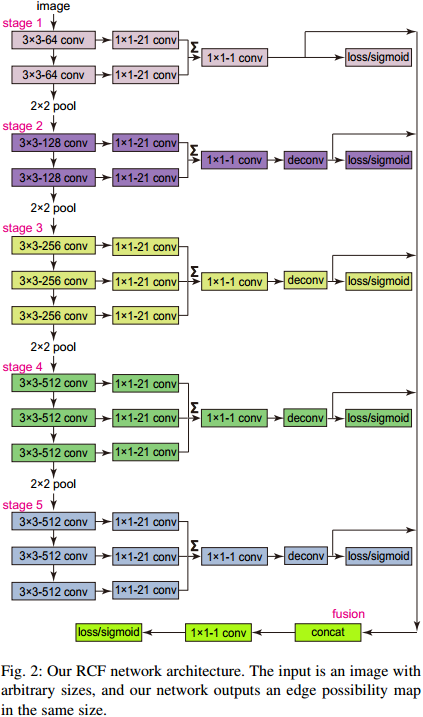 image
stage 1
3×3-64 conv 1×1-21 conv
Σ
1×1-1 conv loss/sigmoid
3×3-64 conv 1×1-21 conv
2×2 pool
stage 2
3×3-128 conv 1×1-21 conv
Σ
1×1-1 conv deconv loss/sigmoid
3×3-128 conv 1×1-21 conv
2×2 pool
stage 3
3×3-256 conv 1×1-21 conv
Σ
3×3-256 conv 1×1-21 conv 1×1-1 conv deconv loss/sigmoid
3×3-256 conv 1×1-21 conv
2×2 pool
stage 4
3×3-512 conv 1×1-21 conv
Σ
3×3-512 conv 1×1-21 conv 1×1-1 conv deconv loss/sigmoid
3×3-512 conv 1×1-21 conv
2×2 pool
stage 5
3×3-512 conv 1×1-21 conv
Σ
3×3-512 conv 1×1-21 conv 1×1-1 conv deconv loss/sigmoid
3×3-512 conv 1×1-21 conv
fusion
loss/sigmoid 1×1-1 conv concat
Fig. 2: Our RCF network architecture. The input is an image with
arbitrary sizes, and our network outputs an edge possibility map
in the same size.